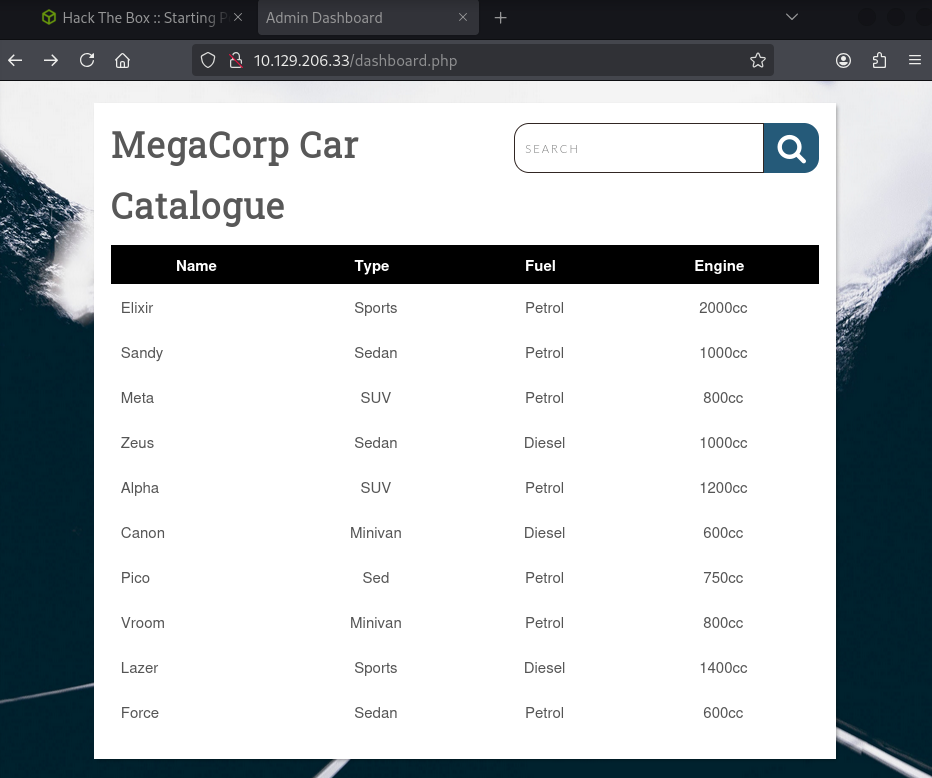 Hack The Box :: Starting P
Admin Dashboard
10.129.206.33/dashboard.php
MegaCorp Car
Catalogue
SEARCH
Name Type Fuel Engine
Elixir Sports Petrol 2000cc
Sandy Sedan Petrol 1000cc
Meta SUV Petrol 800cc
Zeus Sedan Diesel 1000cc
Alpha SUV Petrol 1200cc
Canon Minivan Diesel 600cc
Pico Sed Petrol 750cc
Vroom Minivan Petrol 800cc
Lazer Sports Diesel 1400cc
Force Sedan Petrol 600cc